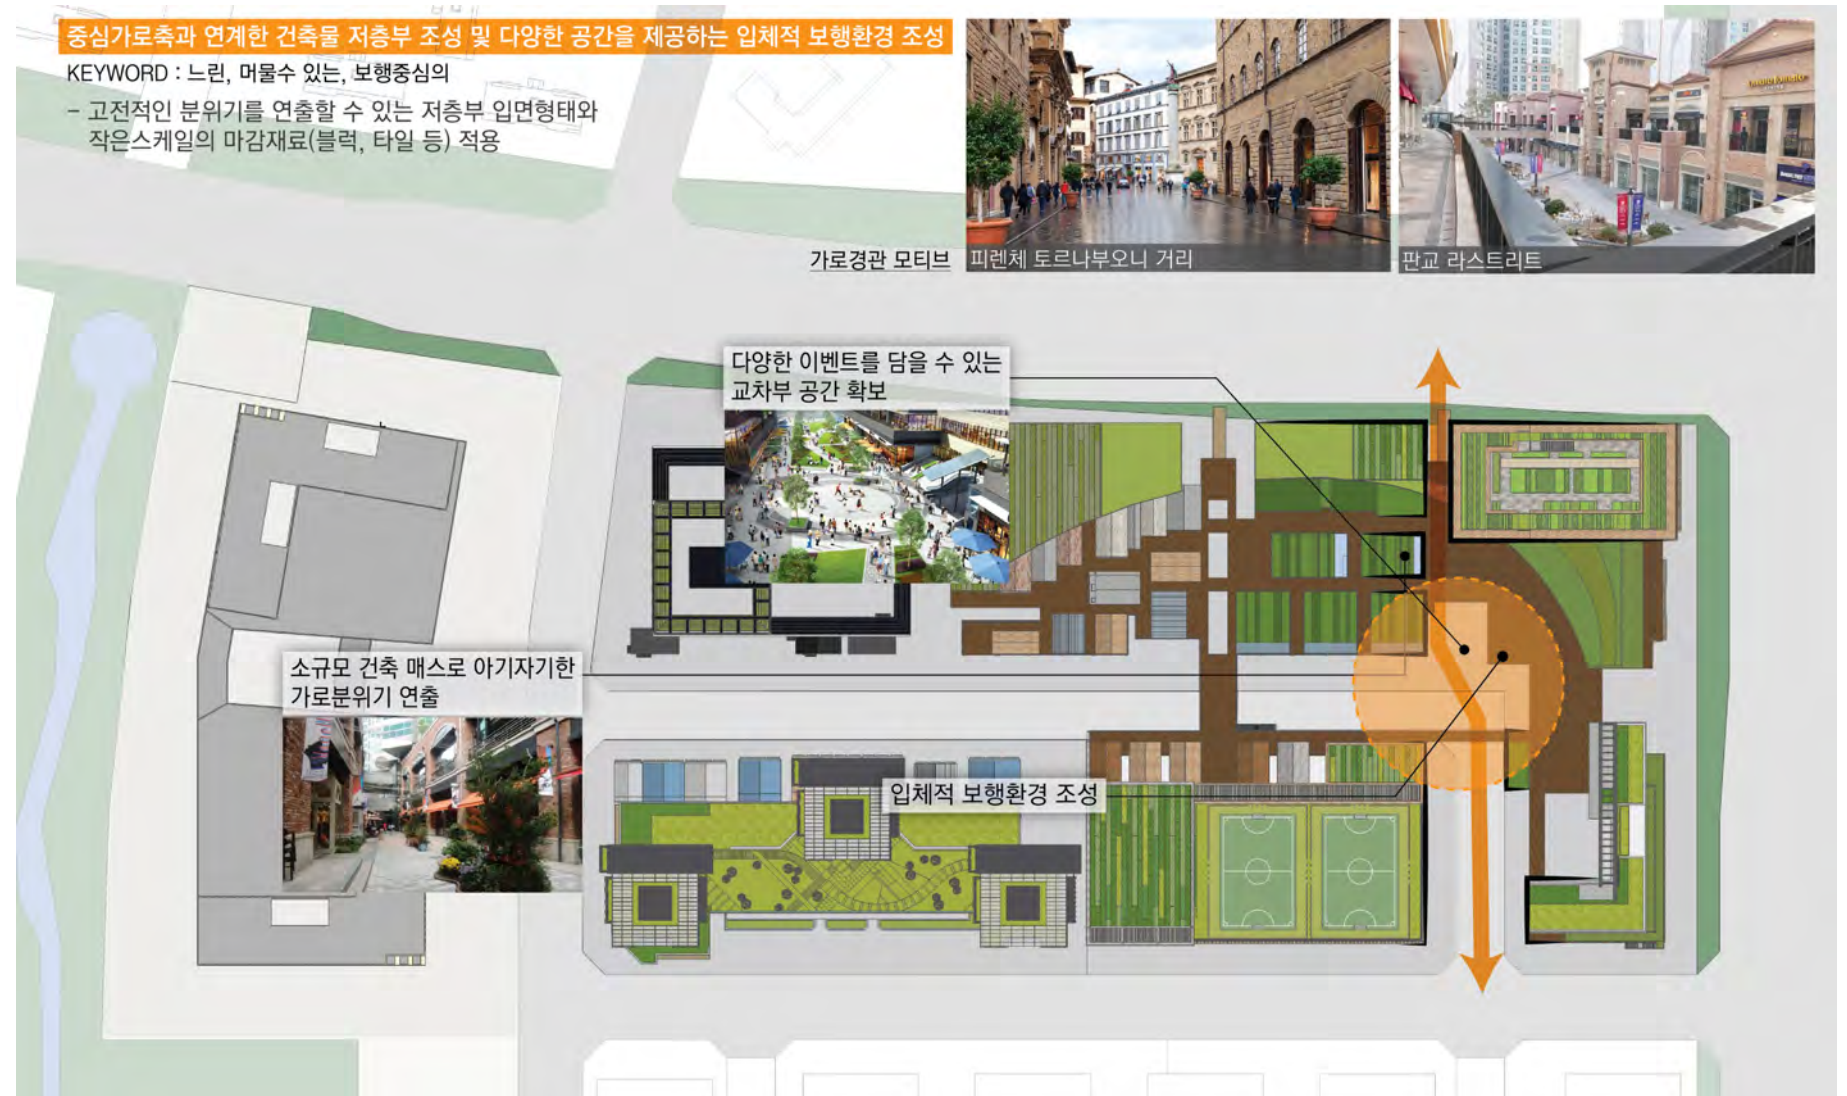 중심가로축과 연계한 건축물 저층부 조성 및 다양한 공간을 제공하는 입체적 보행환경 조성
KEYWORD : 느린, 머물수 있는, 보행중심의
- 고전적인 분위기를 연출할 수 있는 저층부 입면형태와
작은스케일의 마감재료(블럭, 타일 등) 적용
가로경관 모티브
피렌체 토르나부오니 거리
판교 라스트리트
다양한 이벤트를 담을 수 있는
교차부 공간 확보
소규모 건축 매스로 아기자기한
가로분위기 연출
입체적 보행환경 조성